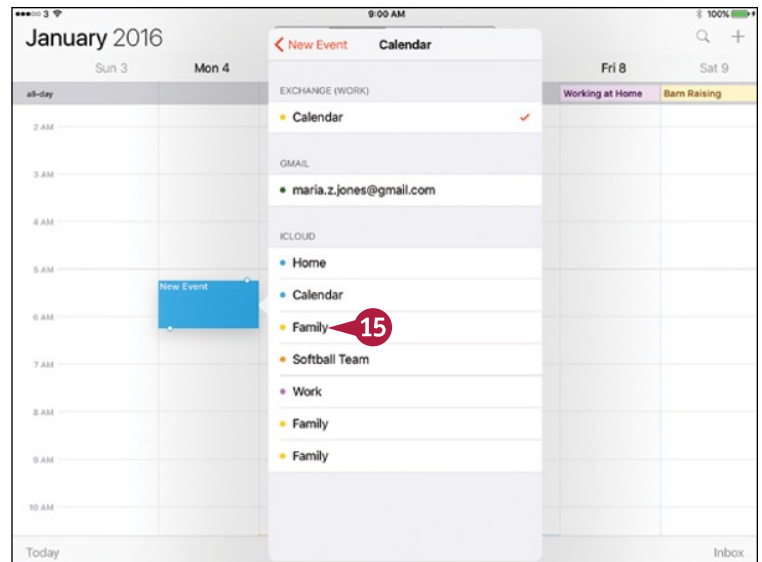 3 9:00 AM 100%
January 2016
New Event Calendar
Sun 3 Mon 4 Fri 8 Sat 9
all-day Working at Home Barn Raising
EXCHANGE (WORK)
Calendar
2 AM
GMAIL
3 AM
maria.z.jones@gmail.com
4 AM
ICLOUD
Home
5 AM
New Event
Calendar
6 AM
Family 15
Softball Team
7 AM
Work
8 AM
Family
9 AM
Family
10 AM
Today Inbox